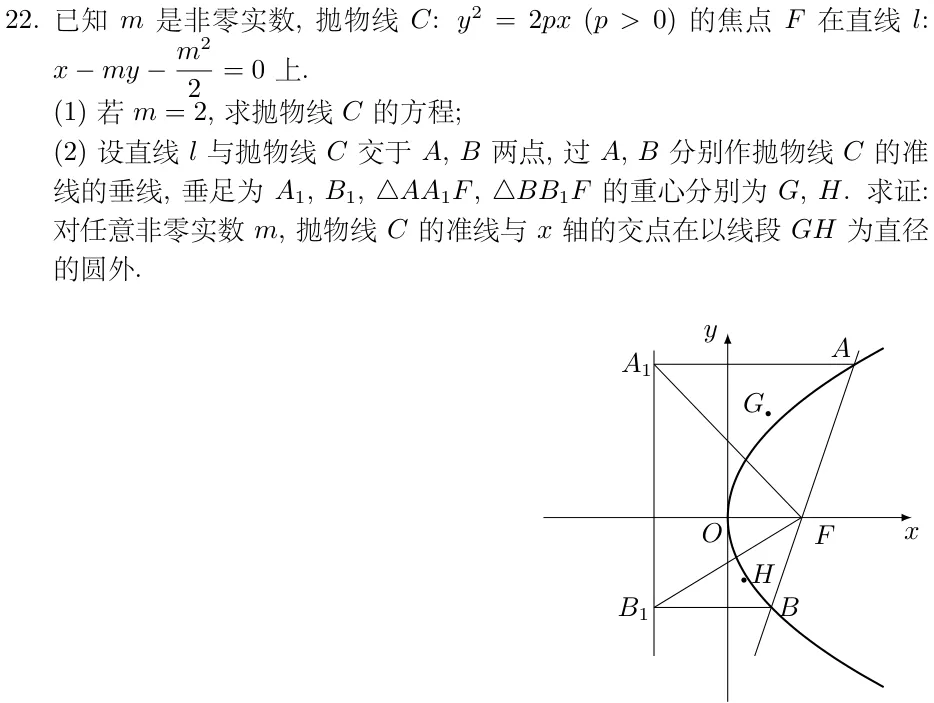 22. 已知 m 是非零实数, 抛物线 C: y² = 2px (p > 0) 的焦点 F 在直线 l:
x − my − m²/2 = 0 上.
(1) 若 m = 2, 求抛物线 C 的方程;
(2) 设直线 l 与抛物线 C 交于 A, B 两点, 过 A, B 分别作抛物线 C 的准
线的垂线, 垂足为 A₁, B₁, △AA₁F, △BB₁F 的重心分别为 G, H. 求证:
对任意非零实数 m, 抛物线 C 的准线与 x 轴的交点在以线段 GH 为直径
的圆外.
y
A
A₁
G
O
F
x
H
B₁
B